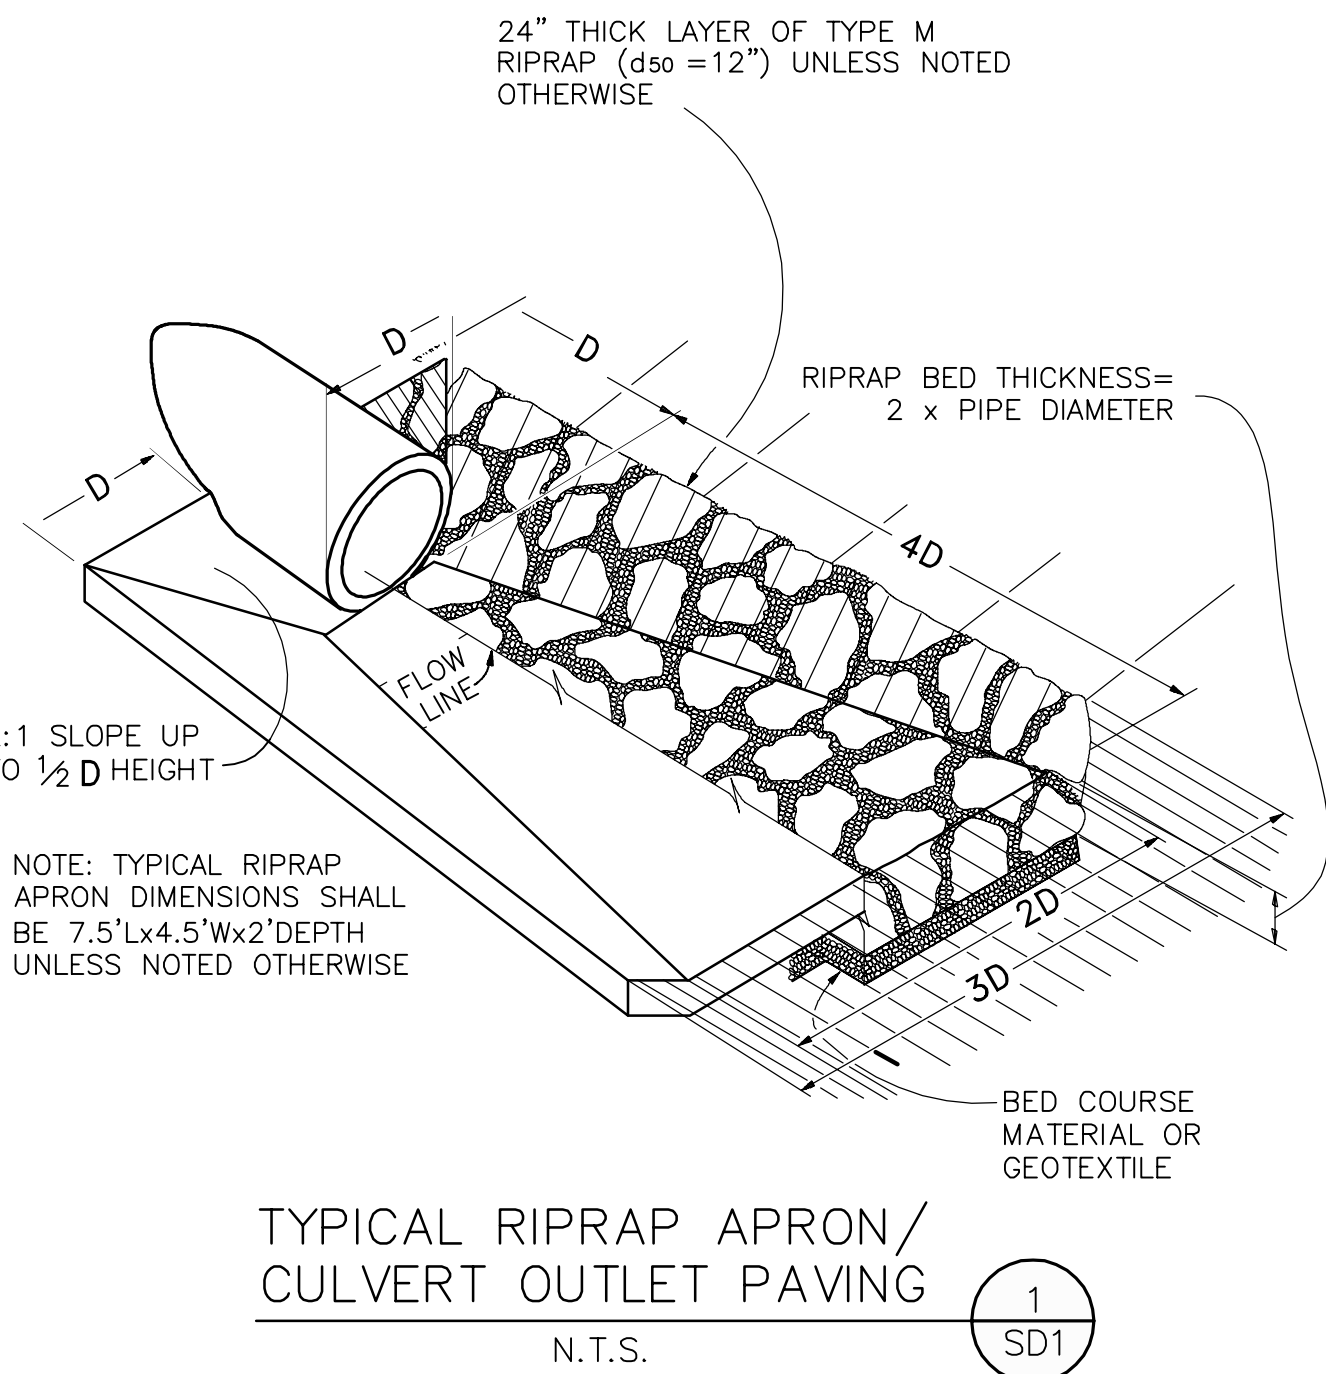 24” THICK LAYER OF TYPE M
RIPRAP (d50 =12”) UNLESS NOTED
OTHERWISE
D
D
RIPRAP BED THICKNESS=
2 x PIPE DIAMETER
D
4D
FLOW
LINE
:1 SLOPE UP
½ D HEIGHT
NOTE: TYPICAL RIPRAP
APRON DIMENSIONS SHALL
BE 7.5’Lx4.5’Wx2’DEPTH
UNLESS NOTED OTHERWISE
2D
3D
BED COURSE
MATERIAL OR
GEOTEXTILE
TYPICAL RIPRAP APRON/
CULVERT OUTLET PAVING
N.T.S.
1
SD1